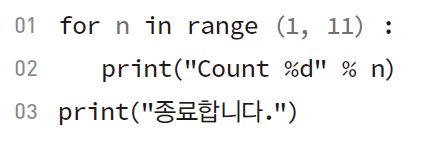 01 for n in range (1, 11) :
02 print("Count %d" % n)
03 print("종료합니다.")